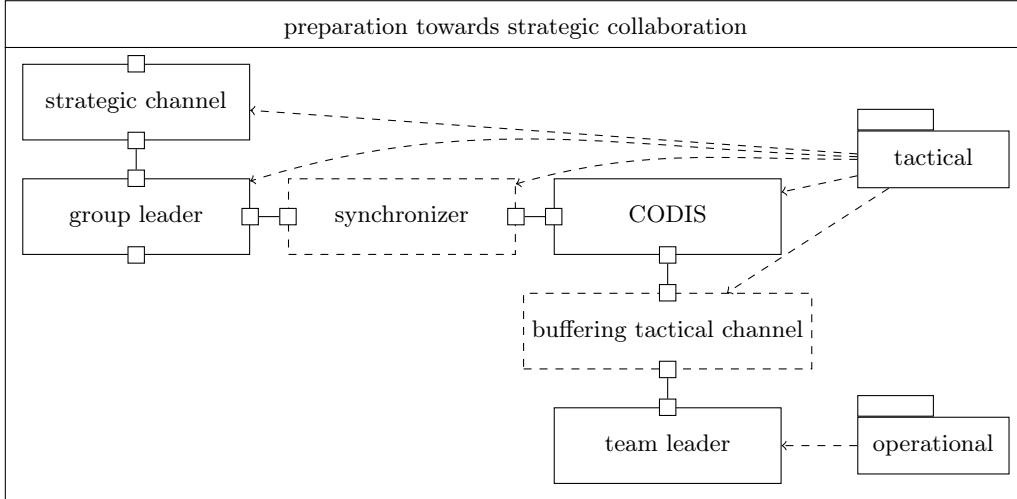 preparation towards strategic collaboration
strategic channel
tactical
group leader
synchronizer
CODIS
buffering tactical channel
team leader
operational